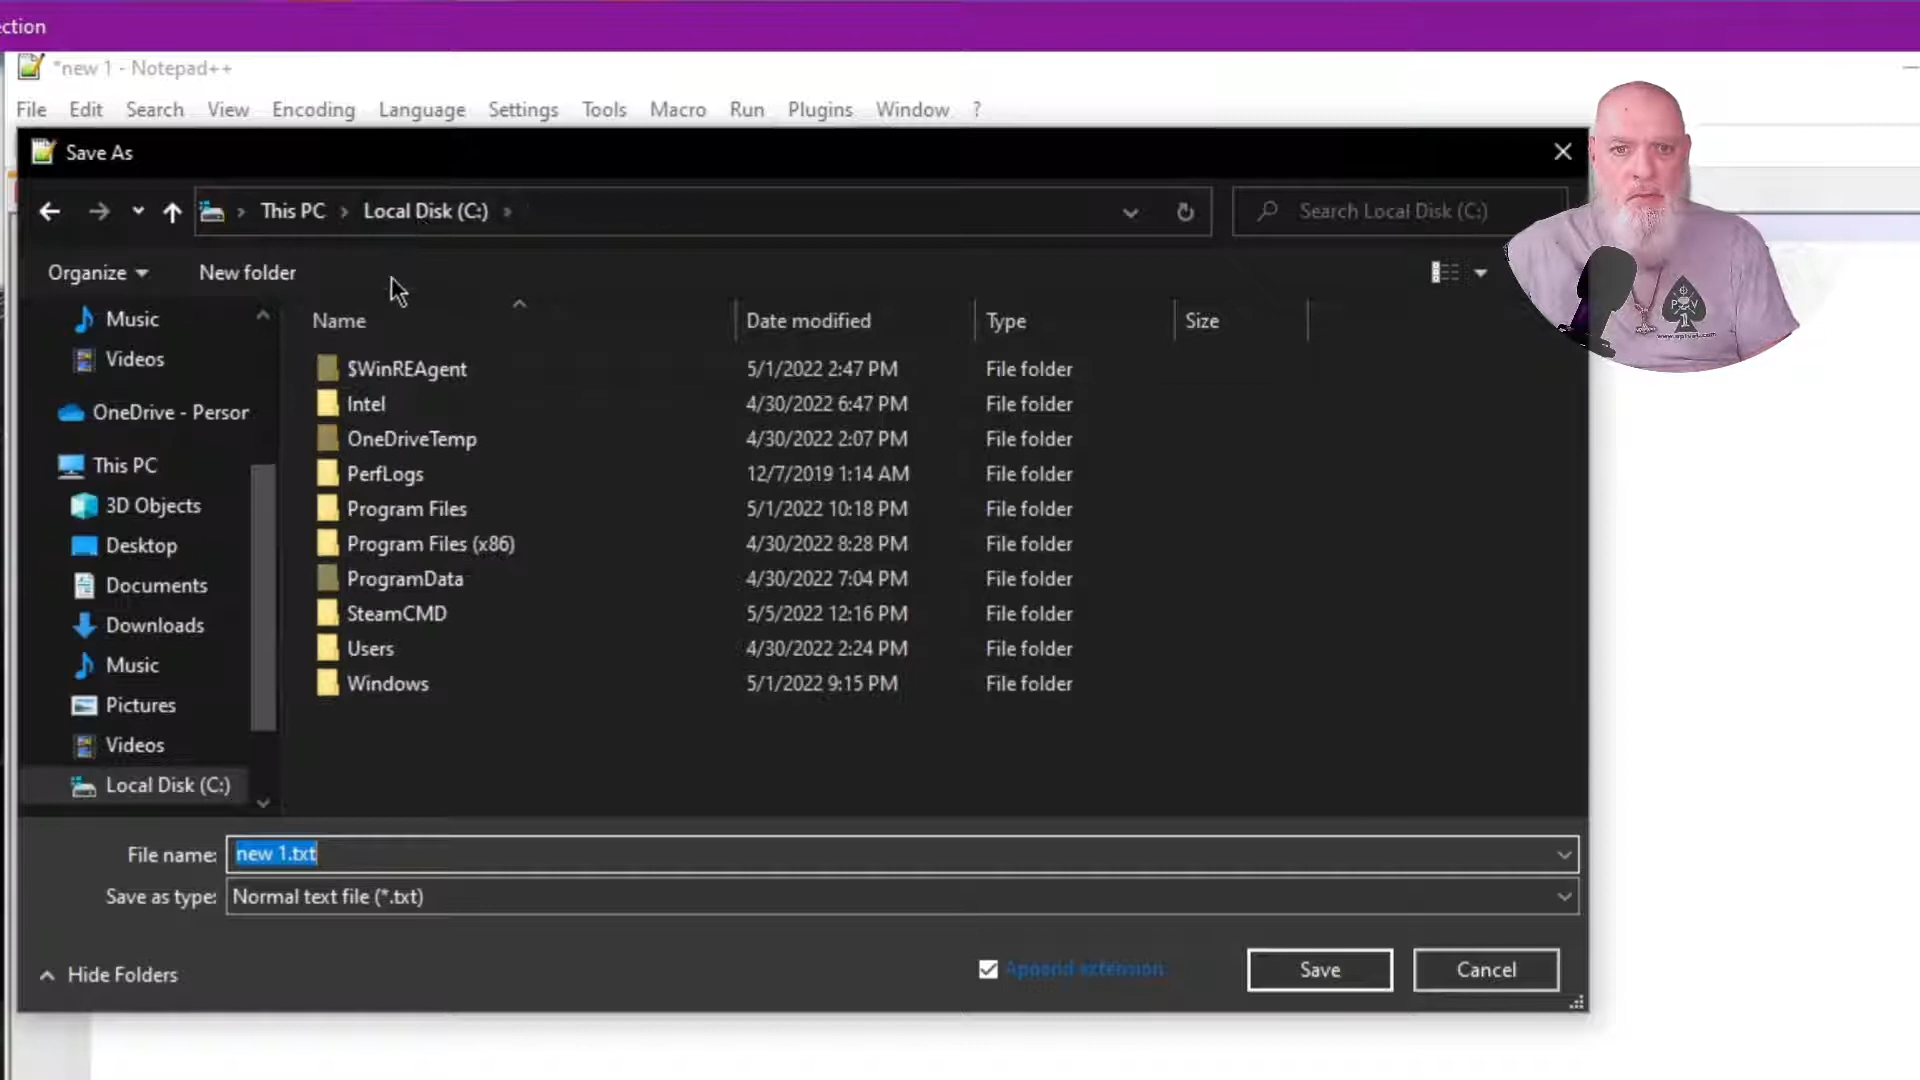 ction
*new 1 - Notepad++
File Edit Search View Encoding Language Settings Tools Macro Run Plugins Window ?
Save As
This PC Local Disk (C:)
Search Local Disk (C:)
Organize New folder
Name Date modified Type Size
Music
Videos
OneDrive - Person
This PC
3D Objects
Desktop
Documents
Downloads
Music
Pictures
Videos
Local Disk (C:)
$WinREAgent 5/1/2022 2:47 PM File folder
Intel 4/30/2022 6:47 PM File folder
OneDriveTemp 4/30/2022 2:07 PM File folder
PerfLogs 12/7/2019 1:14 AM File folder
Program Files 5/1/2022 10:18 PM File folder
Program Files (x86) 4/30/2022 8:28 PM File folder
ProgramData 4/30/2022 7:04 PM File folder
SteamCMD 5/5/2022 12:16 PM File folder
Users 4/30/2022 2:24 PM File folder
Windows 5/1/2022 9:15 PM File folder
File name: new 1.txt
Save as type: Normal text file (*.txt)
Hide Folders
Append extension
Save Cancel